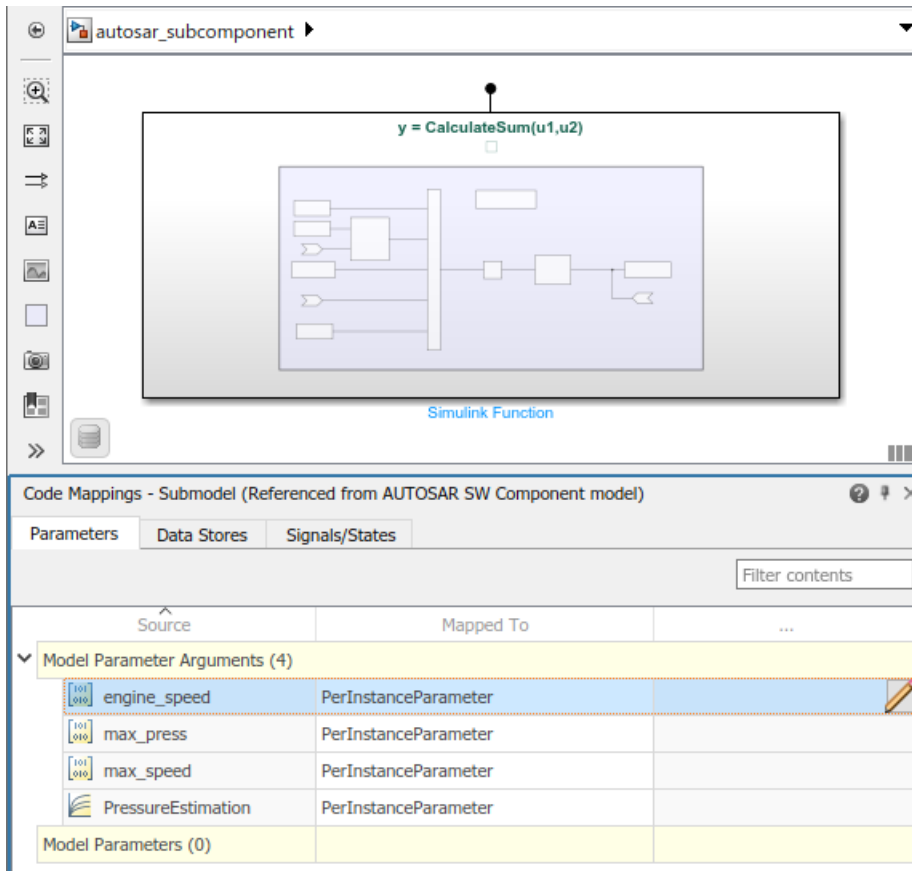 autosar_subcomponent
y = CalculateSum(u1,u2)
Simulink Function
Code Mappings - Submodel (Referenced from AUTOSAR SW Component model)
Parameters Data Stores Signals/States
Filter contents
Source Mapped To ...
Model Parameter Arguments (4)
engine_speed PerInstanceParameter
max_press PerInstanceParameter
max_speed PerInstanceParameter
PressureEstimation PerInstanceParameter
Model Parameters (0)